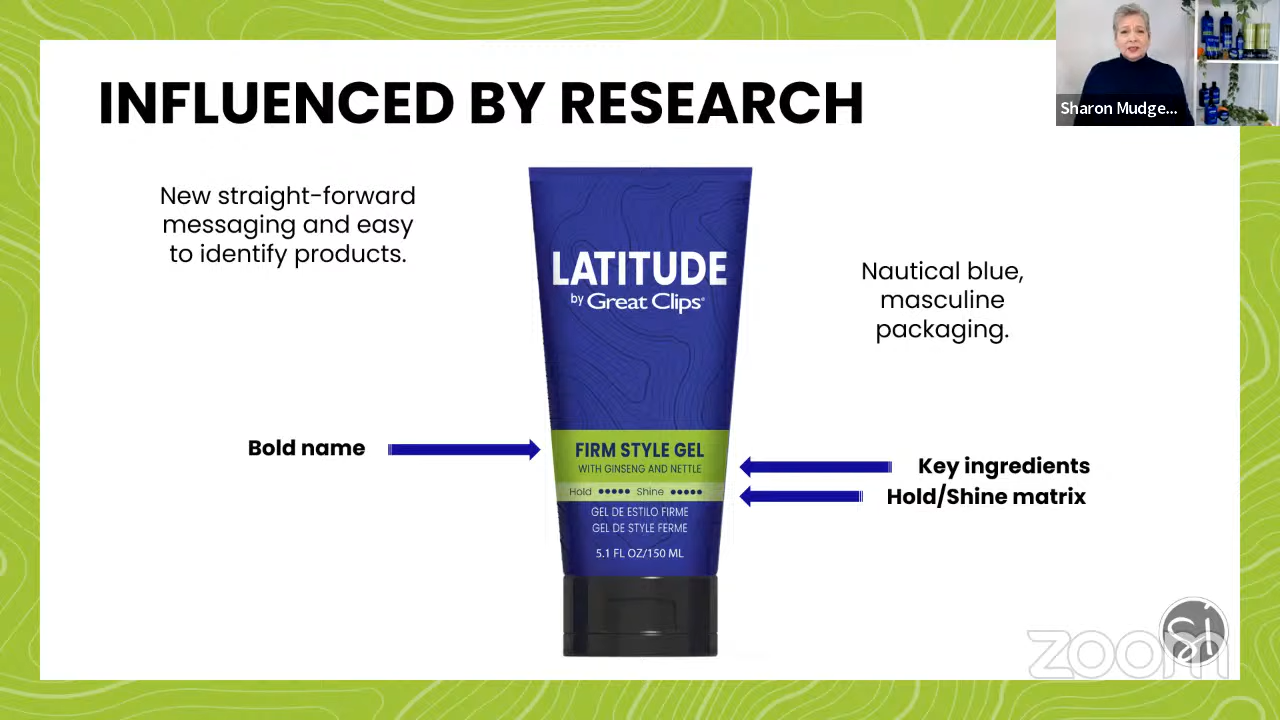 INFLUENCED BY RESEARCH
Sharon Mudge...
New straight-forward
messaging and easy
to identify products.
Nautical blue,
masculine
packaging.
LATITUDE
by Great Clips®
Bold name
FIRM STYLE GEL
WITH GINSENG AND NETTLE
Hold ••••• Shine •••••
GEL DE ESTILO FIRME
GEL DE STYLE FERME
5.1 FL OZ/150 ML
Key ingredients
Hold/Shine matrix
zoom
Si